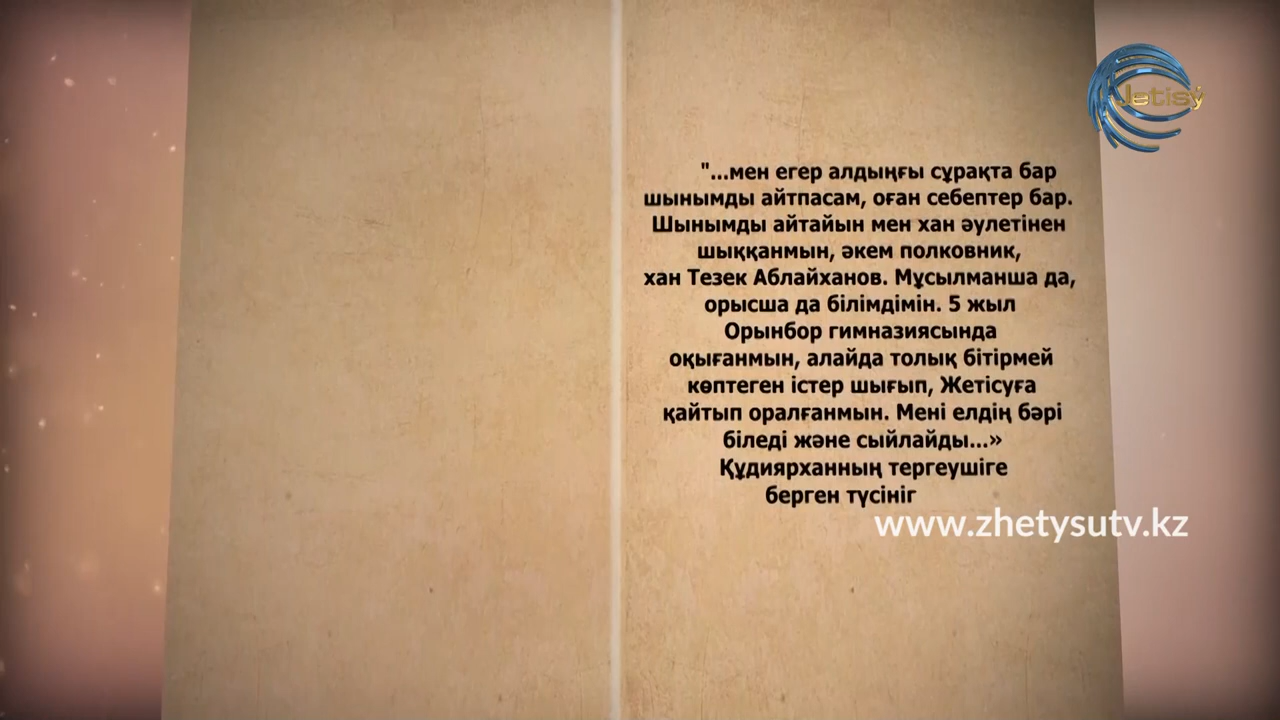 Jetisý
"...мен егер алдыңғы сұрақта бар
шынымды айтпасам, оған себептер бар.
Шынымды айтайын мен хан әулетінен
шыққанмын, әкем полковник,
хан Тезек Аблайханов. Мұсылманша да,
орысша да білімдімін. 5 жыл
Орынбор гимназиясында
оқығанмын, алайда толық бітірмей
көптеген істер шығып, Жетісуға
қайтып оралғанмын. Мені елдің бәрі
біледі және сыйлайды...»
Құдиярханның тергеушіге
берген түсініг
www.zhetysutv.kz